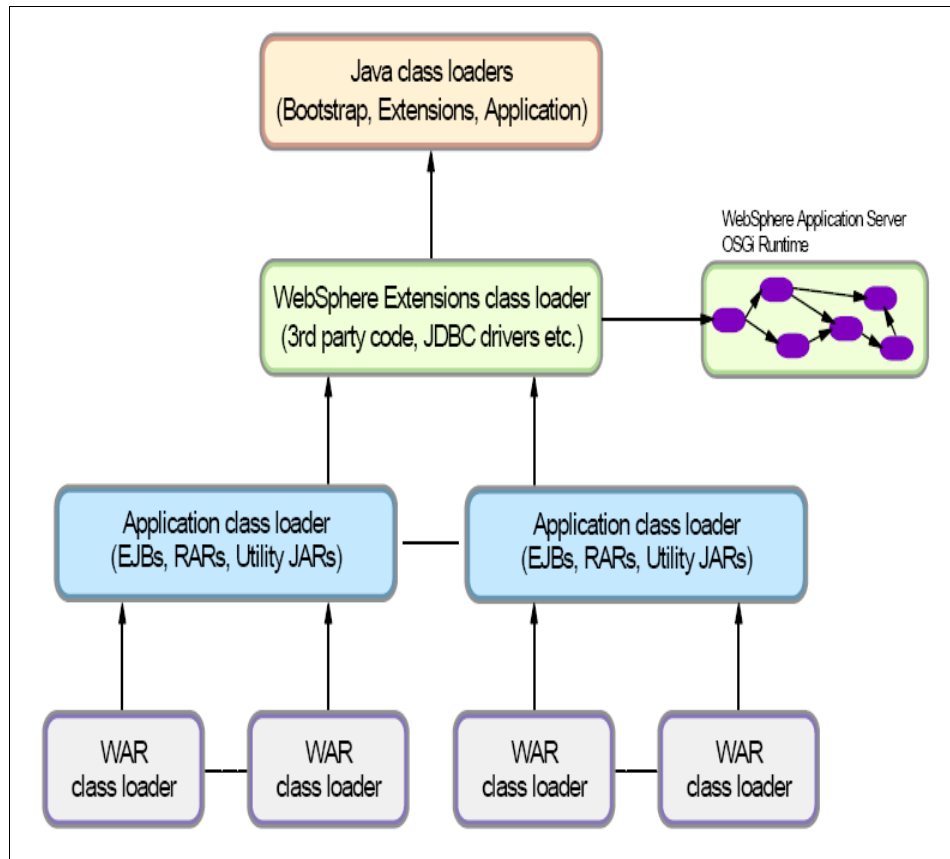 Java class loaders
(Bootstrap, Extensions, Application)
WebSphere Application Server
OSGi Runtime
WebSphere Extensions class loader
(3rd party code, JDBC drivers etc.)
Application class loader
(EJBs, RARs, Utility JARs)
Application class loader
(EJBs, RARs, Utility JARs)
WAR
class loader
WAR
class loader
WAR
class loader
WAR
class loader